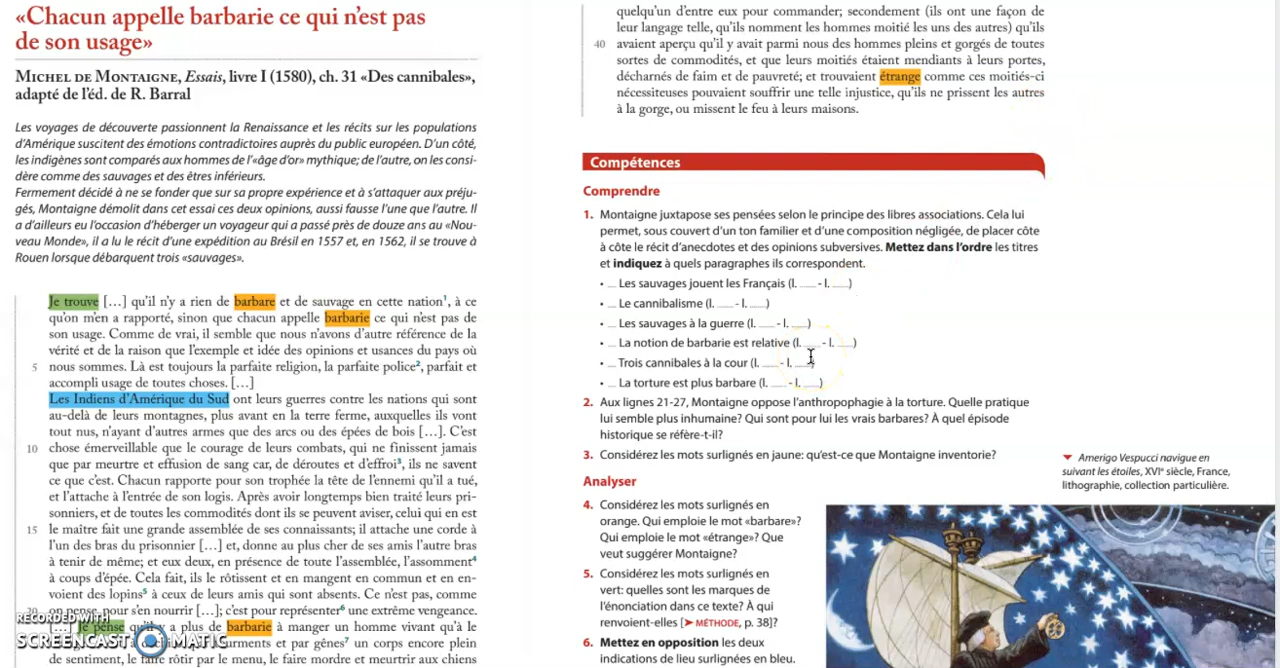 «Chacun appelle barbarie ce qui n'est pas
de son usage»
MICHEL DE MONTAIGNE, Essais, livre I (1580), ch. 31 «Des cannibales»,
adapté de l'éd. de R. Barral
Les voyages de découverte passionnent la Renaissance et les récits sur les populations
d'Amérique suscitent des émotions contradictoires auprès du public européen. D'un côté,
les indigènes sont comparés aux hommes de l'«âge d'or» mythique; de l'autre, on les consi-
dère comme des sauvages et des êtres inférieurs.
Fermement décidé à ne se fonder que sur sa propre expérience et à s'attaquer aux préju-
gés, Montaigne démolit dans cet essai ces deux opinions, aussi fausse l'une que l'autre. Il
a d'ailleurs eu l'occasion d'héberger un voyageur qui a passé près de douze ans au «Nou-
veau Monde», il a lu le récit d'une expédition au Brésil en 1557 et, en 1562, il se trouve à
Rouen lorsque débarquent trois «sauvages».
Je trouve […] qu'il n'y a rien de barbare et de sauvage en cette nation¹, à ce
qu'on m'en a rapporté, sinon que chacun appelle barbarie ce qui n'est pas de
son usage. Comme de vrai, il semble que nous n'avons d'autre référence de la
vérité et de la raison que l'exemple et idée des opinions et usances du pays où
5 nous sommes. Là est toujours la parfaite religion, la parfaite police², parfait et
accompli usage de toutes choses. […]
Les Indiens d'Amérique du Sud ont leurs guerres contre les nations qui sont
au-delà de leurs montagnes, plus avant en la terre ferme, auxquelles ils vont
tout nus, n'ayant d'autres armes que des arcs ou des épées de bois […]. C'est
10 chose émerveillable que le courage de leurs combats, qui ne finissent jamais
que par meurtre et effusion de sang car, de déroutes et d'effroi³, ils ne savent
ce que c'est. Chacun rapporte pour son trophée la tête de l'ennemi qu'il a tué,
et l'attache à l'entrée de son logis. Après avoir longtemps bien traité leurs pri-
sonniers, et de toutes les commodités dont ils se peuvent aviser, celui qui en est
15 le maître fait une grande assemblée de ses connaissants; il attache une corde à
l'un des bras du prisonnier […] et, donne au plus cher de ses amis l'autre bras
à tenir de même; et eux deux, en présence de toute l'assemblée, l'assomment⁴
à coups d'épée. Cela fait, ils le rôtissent et en mangent en commun et en en-
voient des lopins⁵ à ceux de leurs amis qui sont absents. Ce n'est pas, comme
20 on pense, pour s'en nourrir […]; c'est pour représenter⁶ une extrême vengeance.
Je pense qu'il y a plus de barbarie à manger un homme vivant qu'à le
par gênes⁷ un corps encore plein
de sentiment, le faire rôtir par le menu, le faire mordre et meurtrir aux chiens
RECORDED WITH
SCREENCAST MATIC
quelqu'un d'entre eux pour commander; secondement (ils ont une façon de
leur langage telle, qu'ils nomment les hommes moitié les uns des autres) qu'ils
40 avaient aperçu qu'il y avait parmi nous des hommes pleins et gorgés de toutes
sortes de commodités, et que leurs moitiés étaient mendiants à leurs portes,
décharnés de faim et de pauvreté; et trouvaient étrange comme ces moitiés-ci
nécessiteuses pouvaient souffrir une telle injustice, qu'ils ne prissent les autres
à la gorge, ou missent le feu à leurs maisons.
Compétences
Comprendre
1. Montaigne juxtapose ses pensées selon le principe des libres associations. Cela lui
permet, sous couvert d'un ton familier et d'une composition négligée, de placer côte
à côte le récit d'anecdotes et des opinions subversives. Mettez dans l'ordre les titres
et indiquez à quels paragraphes ils correspondent.
• __ Les sauvages jouent les Français (l. ___ - l. ___)
• __ Le cannibalisme (l. ___ - l. ___)
• __ Les sauvages à la guerre (l. ___ - l. ___)
• __ La notion de barbarie est relative (l. ___ - l. ___)
• __ Trois cannibales à la cour (l. ___ - l. ___)
• __ La torture est plus barbare (l. ___ - l. ___)
2. Aux lignes 21-27, Montaigne oppose l'anthropophagie à la torture. Quelle pratique
lui semble plus inhumaine? Qui sont pour lui les vrais barbares? À quel épisode
historique se réfère-t-il?
3. Considérez les mots surlignés en jaune: qu'est-ce que Montaigne inventorie?
Analyser
4. Considérez les mots surlignés en
orange. Qui emploie le mot «barbare»?
Qui emploie le mot «étrange»? Que
veut suggérer Montaigne?
5. Considérez les mots surlignés en
vert: quelles sont les marques de
l'énonciation dans ce texte? À qui
renvoient-elles [➤ MÉTHODE, p. 38]?
6. Mettez en opposition les deux
indications de lieu surlignées en bleu.
▼ Amerigo Vespucci navigue en
suivant les étoiles, XVIᵉ siècle, France,
lithographie, collection particulière.